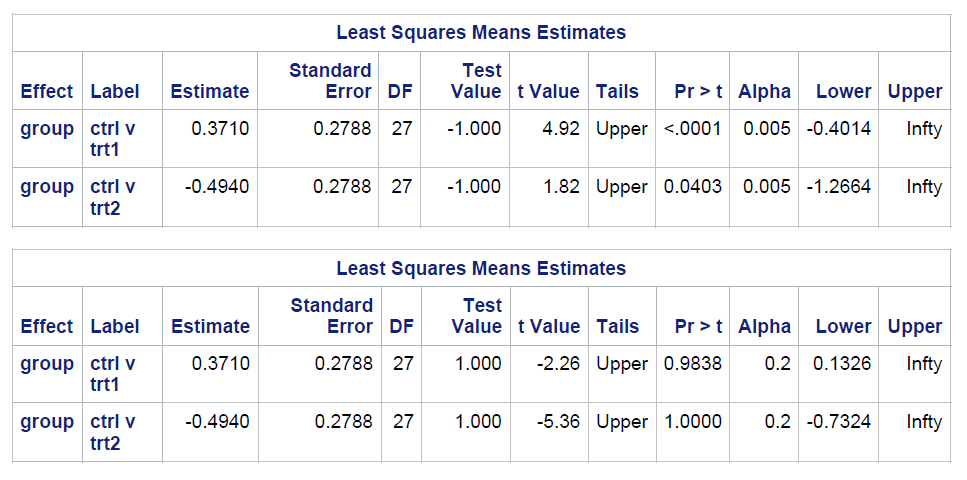 Least Squares Means Estimates
Effect Label Estimate Standard Error DF Test Value t Value Tails Pr > t Alpha Lower Upper
group ctrl v trt1 0.3710 0.2788 27 -1.000 4.92 Upper <.0001 0.005 -0.4014 Infty
group ctrl v trt2 -0.4940 0.2788 27 -1.000 1.82 Upper 0.0403 0.005 -1.2664 Infty
Least Squares Means Estimates
Effect Label Estimate Standard Error DF Test Value t Value Tails Pr > t Alpha Lower Upper
group ctrl v trt1 0.3710 0.2788 27 1.000 -2.26 Upper 0.9838 0.2 0.1326 Infty
group ctrl v trt2 -0.4940 0.2788 27 1.000 -5.36 Upper 1.0000 0.2 -0.7324 Infty